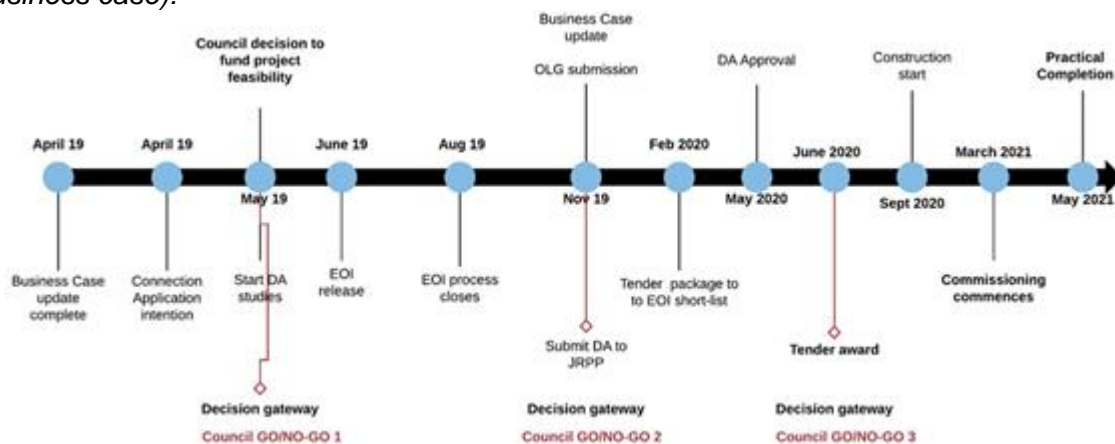 usiness case).
Business Case
update
OLG submission
Council decision to
fund project
feasibility
DA Approval
Construction
start
Practical
Completion
April 19
April 19
May 19
June 19
Aug 19
Nov 19
Feb 2020
May 2020
June 2020
Sept 2020
March 2021
May 2021
Business Case
update
complete
Connection
Application
intention
Start DA
studies
EOI
release
EOI process
closes
Submit DA to
JRPP
Tender package to
to EOI short-list
Tender award
Commissioning
commences
Decision gateway
Council GO/NO-GO 1
Decision gateway
Council GO/NO-GO 2
Decision gateway
Council GO/NO-GO 3